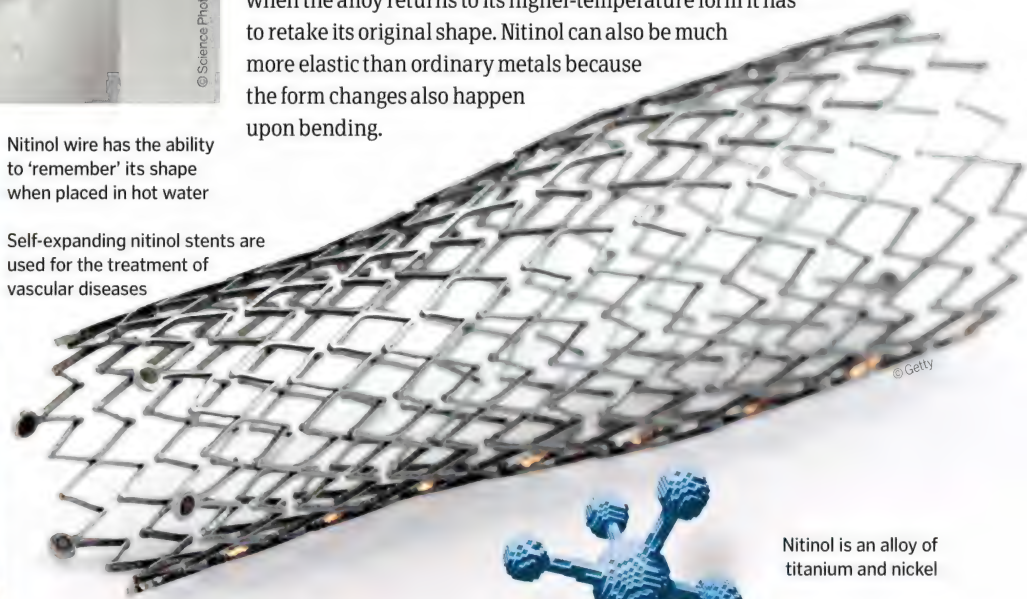 © Science Phot
when the alloy returns to its higher-temperature form it has
to retake its original shape. Nitinol can also be much
more elastic than ordinary metals because
the form changes also happen
upon bending.
Nitinol wire has the ability
to ‘remember’ its shape
when placed in hot water
Self-expanding nitinol stents are
used for the treatment of
vascular diseases
© Getty
Nitinol is an alloy of
titanium and nickel